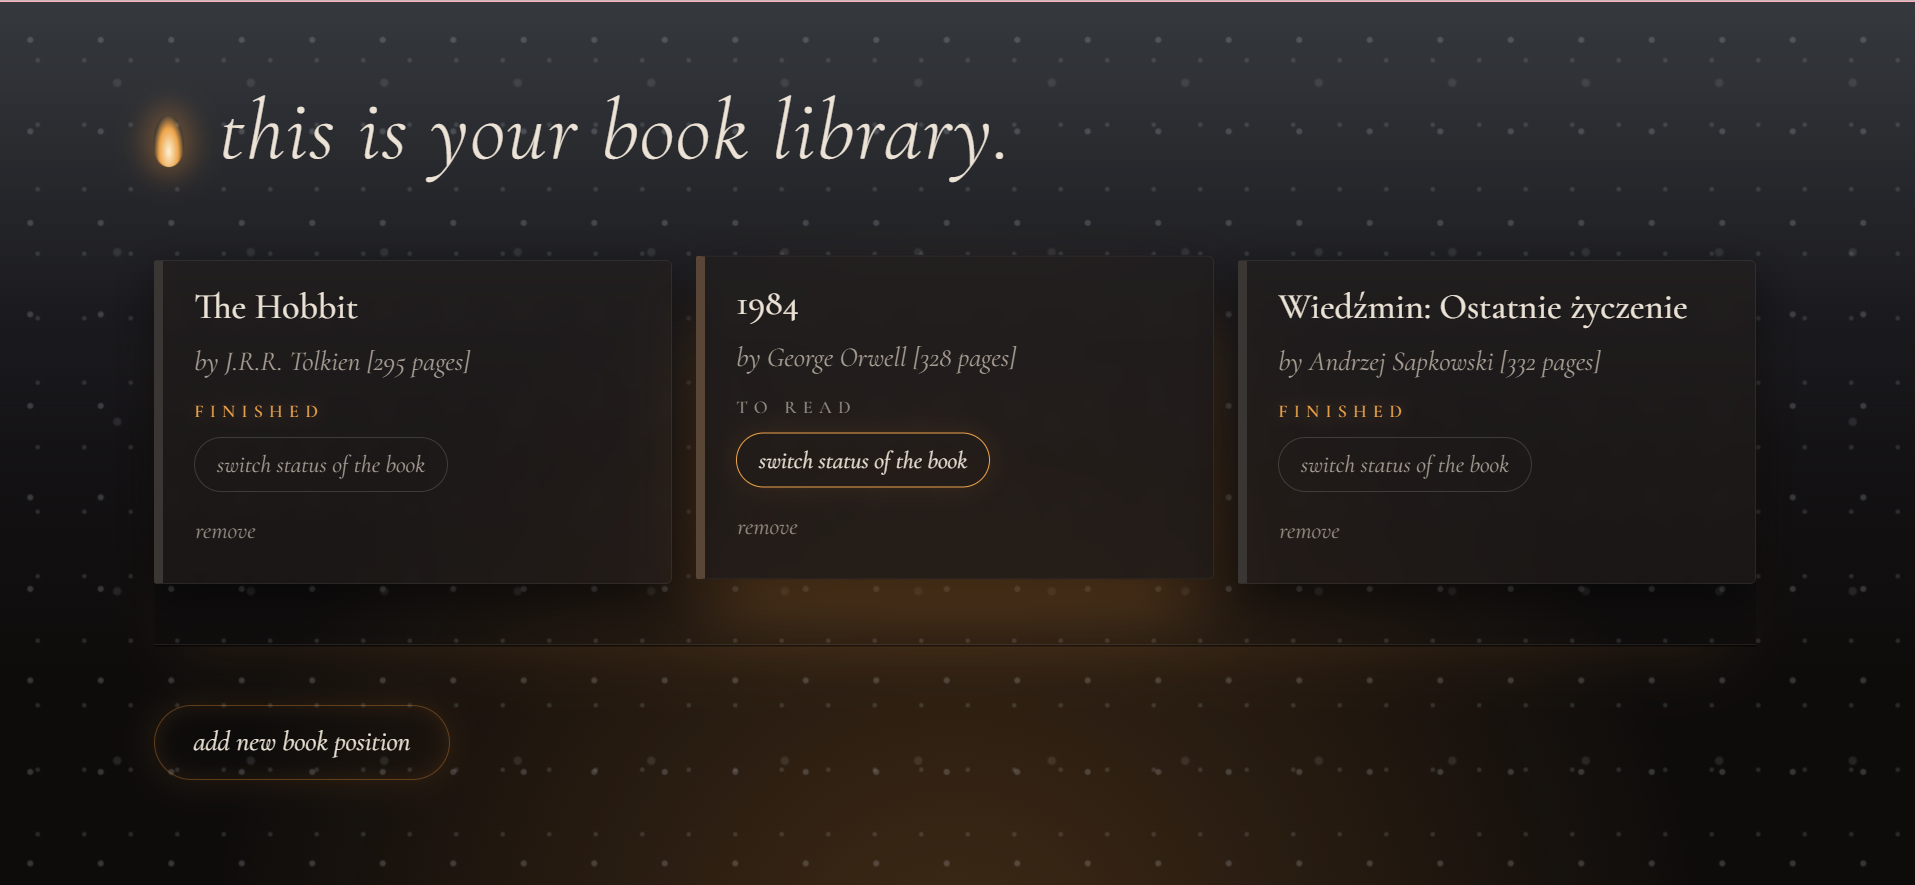 this is your book library.
The Hobbit
by J.R.R. Tolkien [295 pages]
FINISHED
switch status of the book
remove
1984
by George Orwell [328 pages]
TO READ
switch status of the book
remove
Wiedźmin: Ostatnie życzenie
by Andrzej Sapkowski [332 pages]
FINISHED
switch status of the book
remove
add new book position